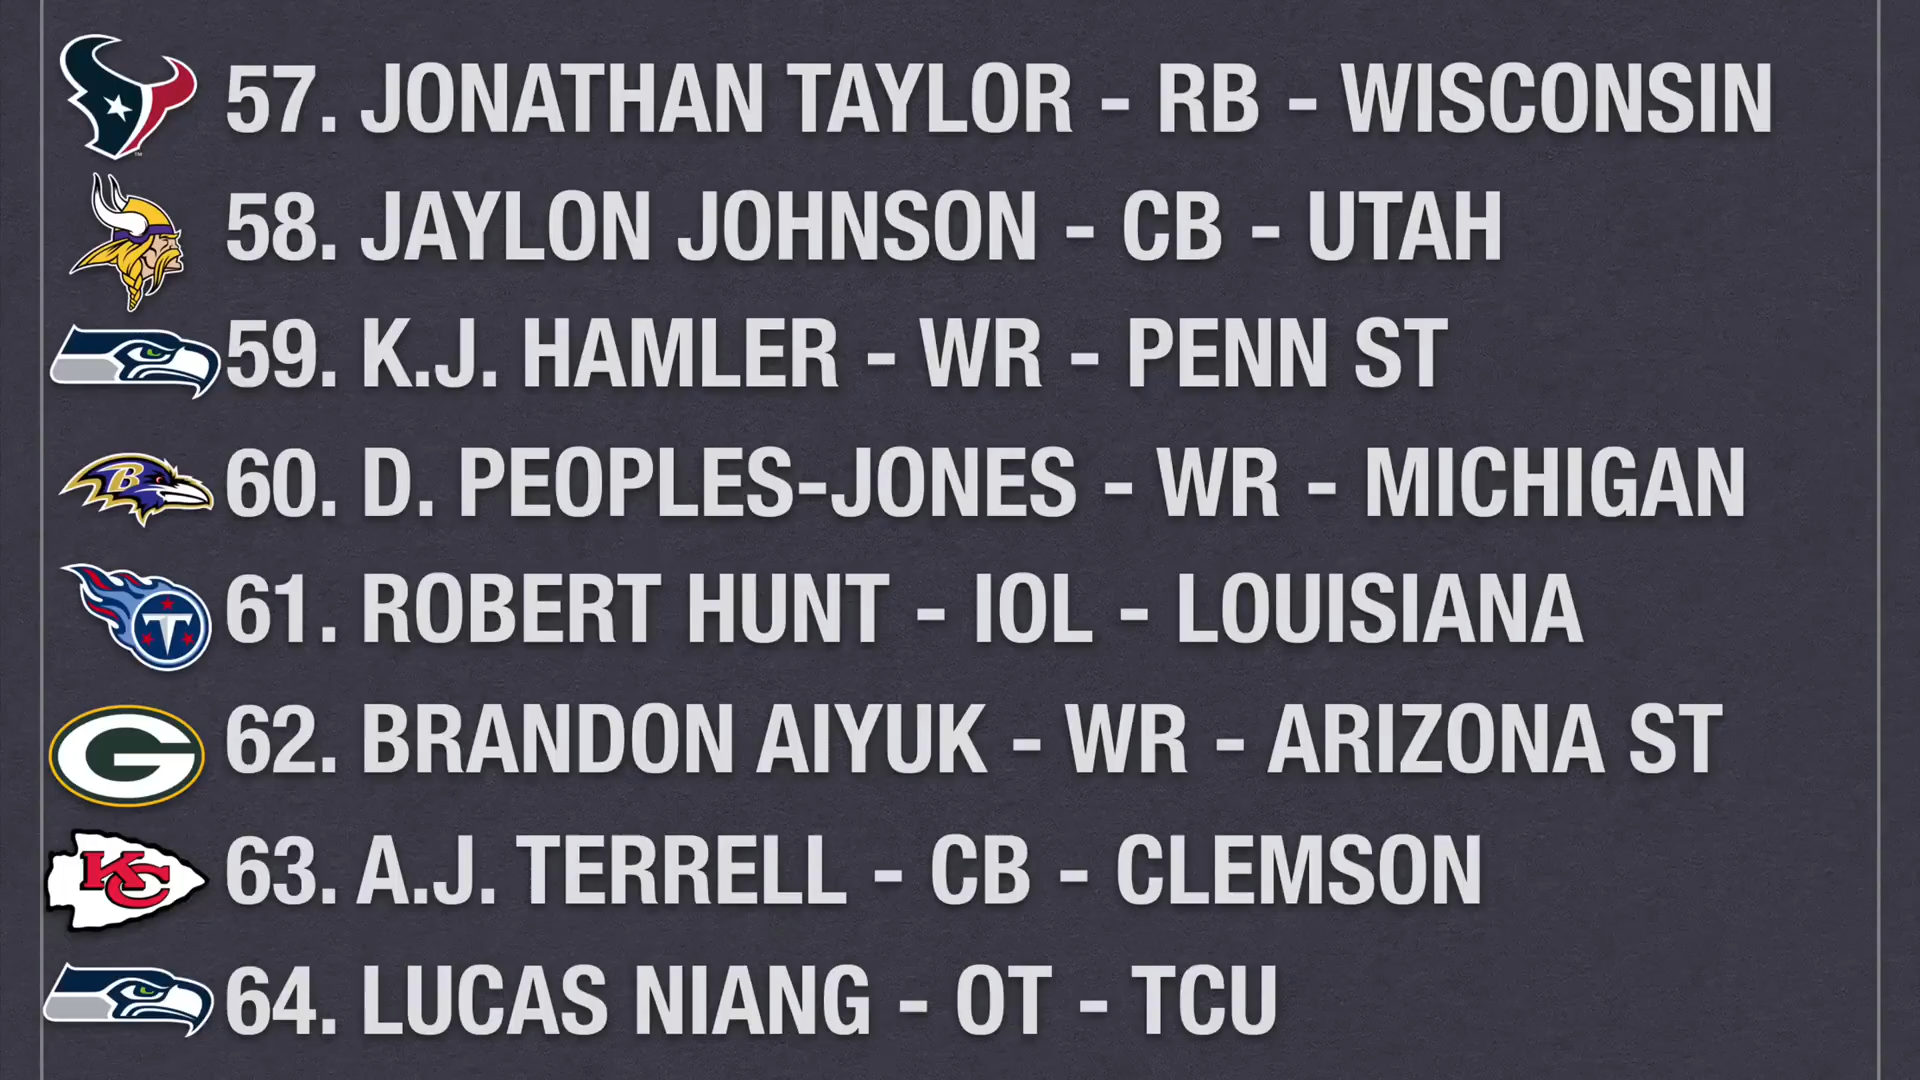 57. JONATHAN TAYLOR - RB - WISCONSIN
58. JAYLON JOHNSON - CB - UTAH
59. K.J. HAMLER - WR - PENN ST
60. D. PEOPLES-JONES - WR - MICHIGAN
61. ROBERT HUNT - IOL - LOUISIANA
62. BRANDON AIYUK - WR - ARIZONA ST
63. A.J. TERRELL - CB - CLEMSON
64. LUCAS NIANG - OT - TCU